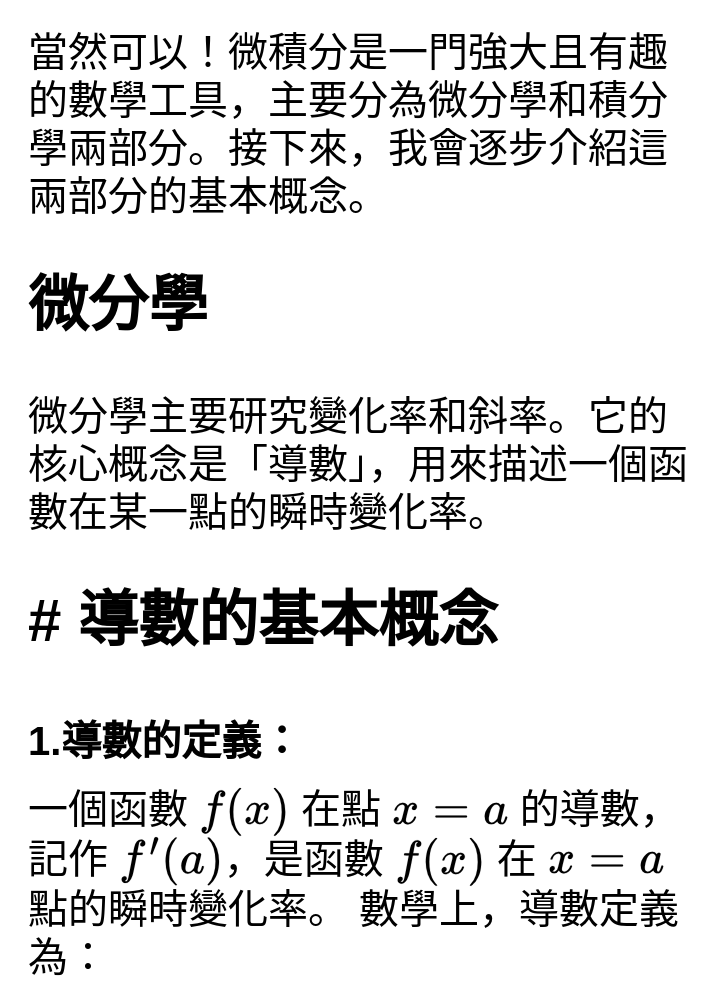 當然可以！微積分是一門強大且有趣
的數學工具，主要分為微分學和積分
學兩部分。接下來，我會逐步介紹這
兩部分的基本概念。
微分學
微分學主要研究變化率和斜率。它的
核心概念是「導數」，用來描述一個函
數在某一點的瞬時變化率。
# 導數的基本概念
1.導數的定義：
一個函數 f(x) 在點 x = a 的導數，
記作 f′(a)，是函數 f(x) 在 x = a
點的瞬時變化率。 數學上，導數定義
為：